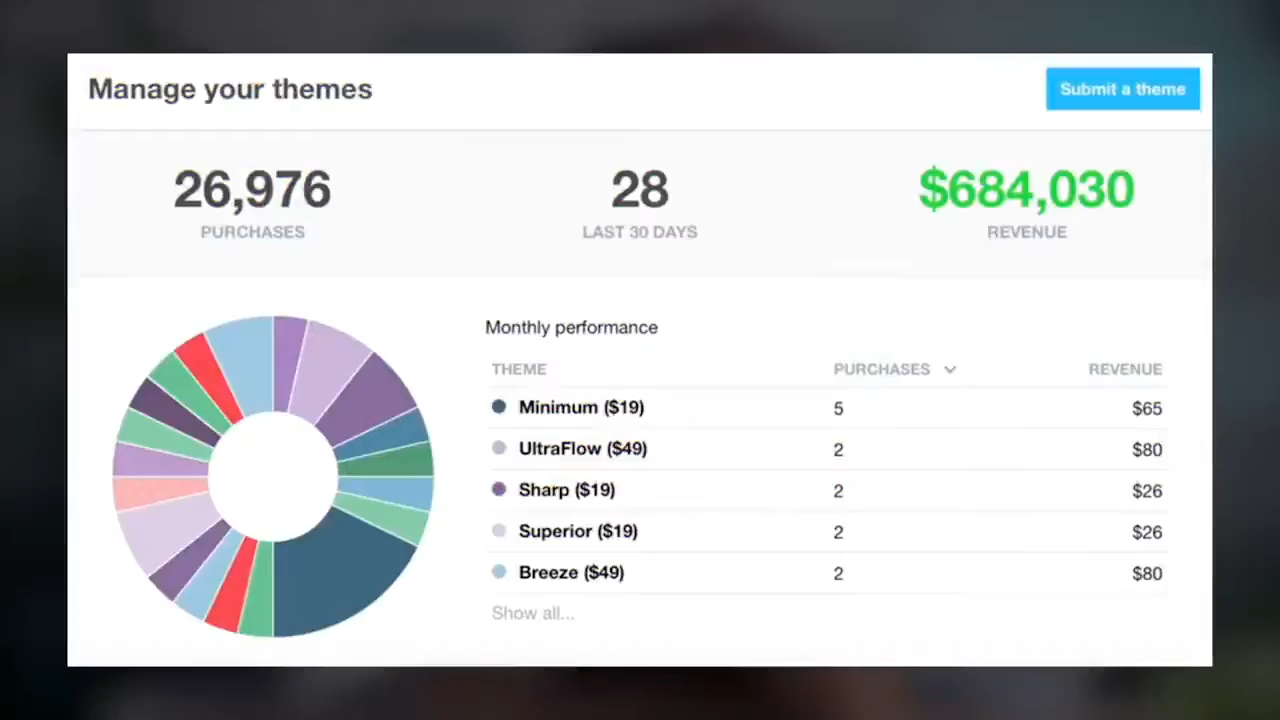 Manage your themes
Submit a theme
26,976
PURCHASES
28
LAST 30 DAYS
$684,030
REVENUE
Monthly performance
THEME PURCHASES REVENUE
Minimum ($19) 5 $65
UltraFlow ($49) 2 $80
Sharp ($19) 2 $26
Superior ($19) 2 $26
Breeze ($49) 2 $80
Show all...